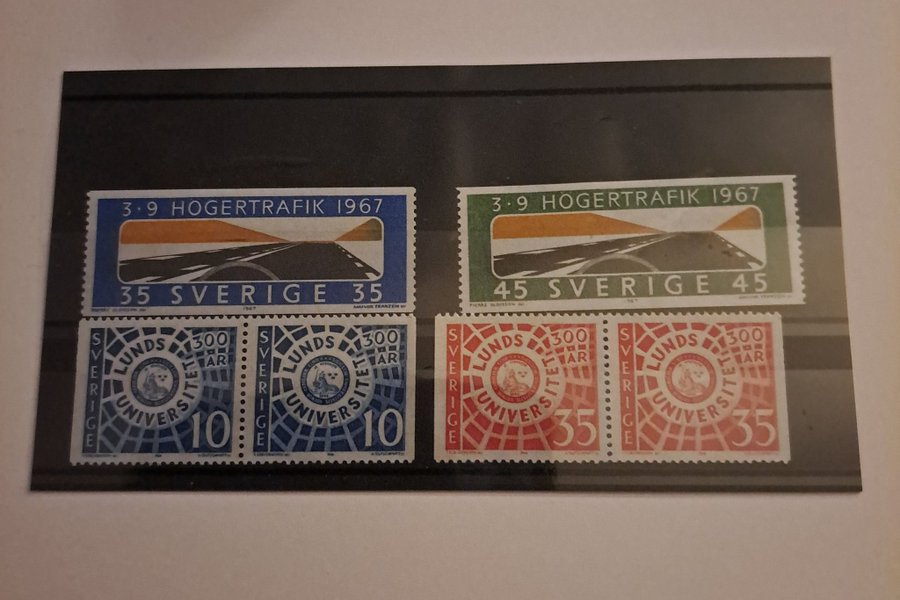 3·9 HÖGERTRAFIK 1967
35 SVERIGE 35
1967
3·9 HÖGERTRAFIK 1967
45 SVERIGE 45
1967
SVERIGE
LUNDS
UNIVERSITET
300
ÅR
10
SVERIGE
LUNDS
UNIVERSITET
300
ÅR
10
SVERIGE
LUNDS
UNIVERSITET
300
ÅR
35
SVERIGE
LUNDS
UNIVERSITET
300
ÅR
35